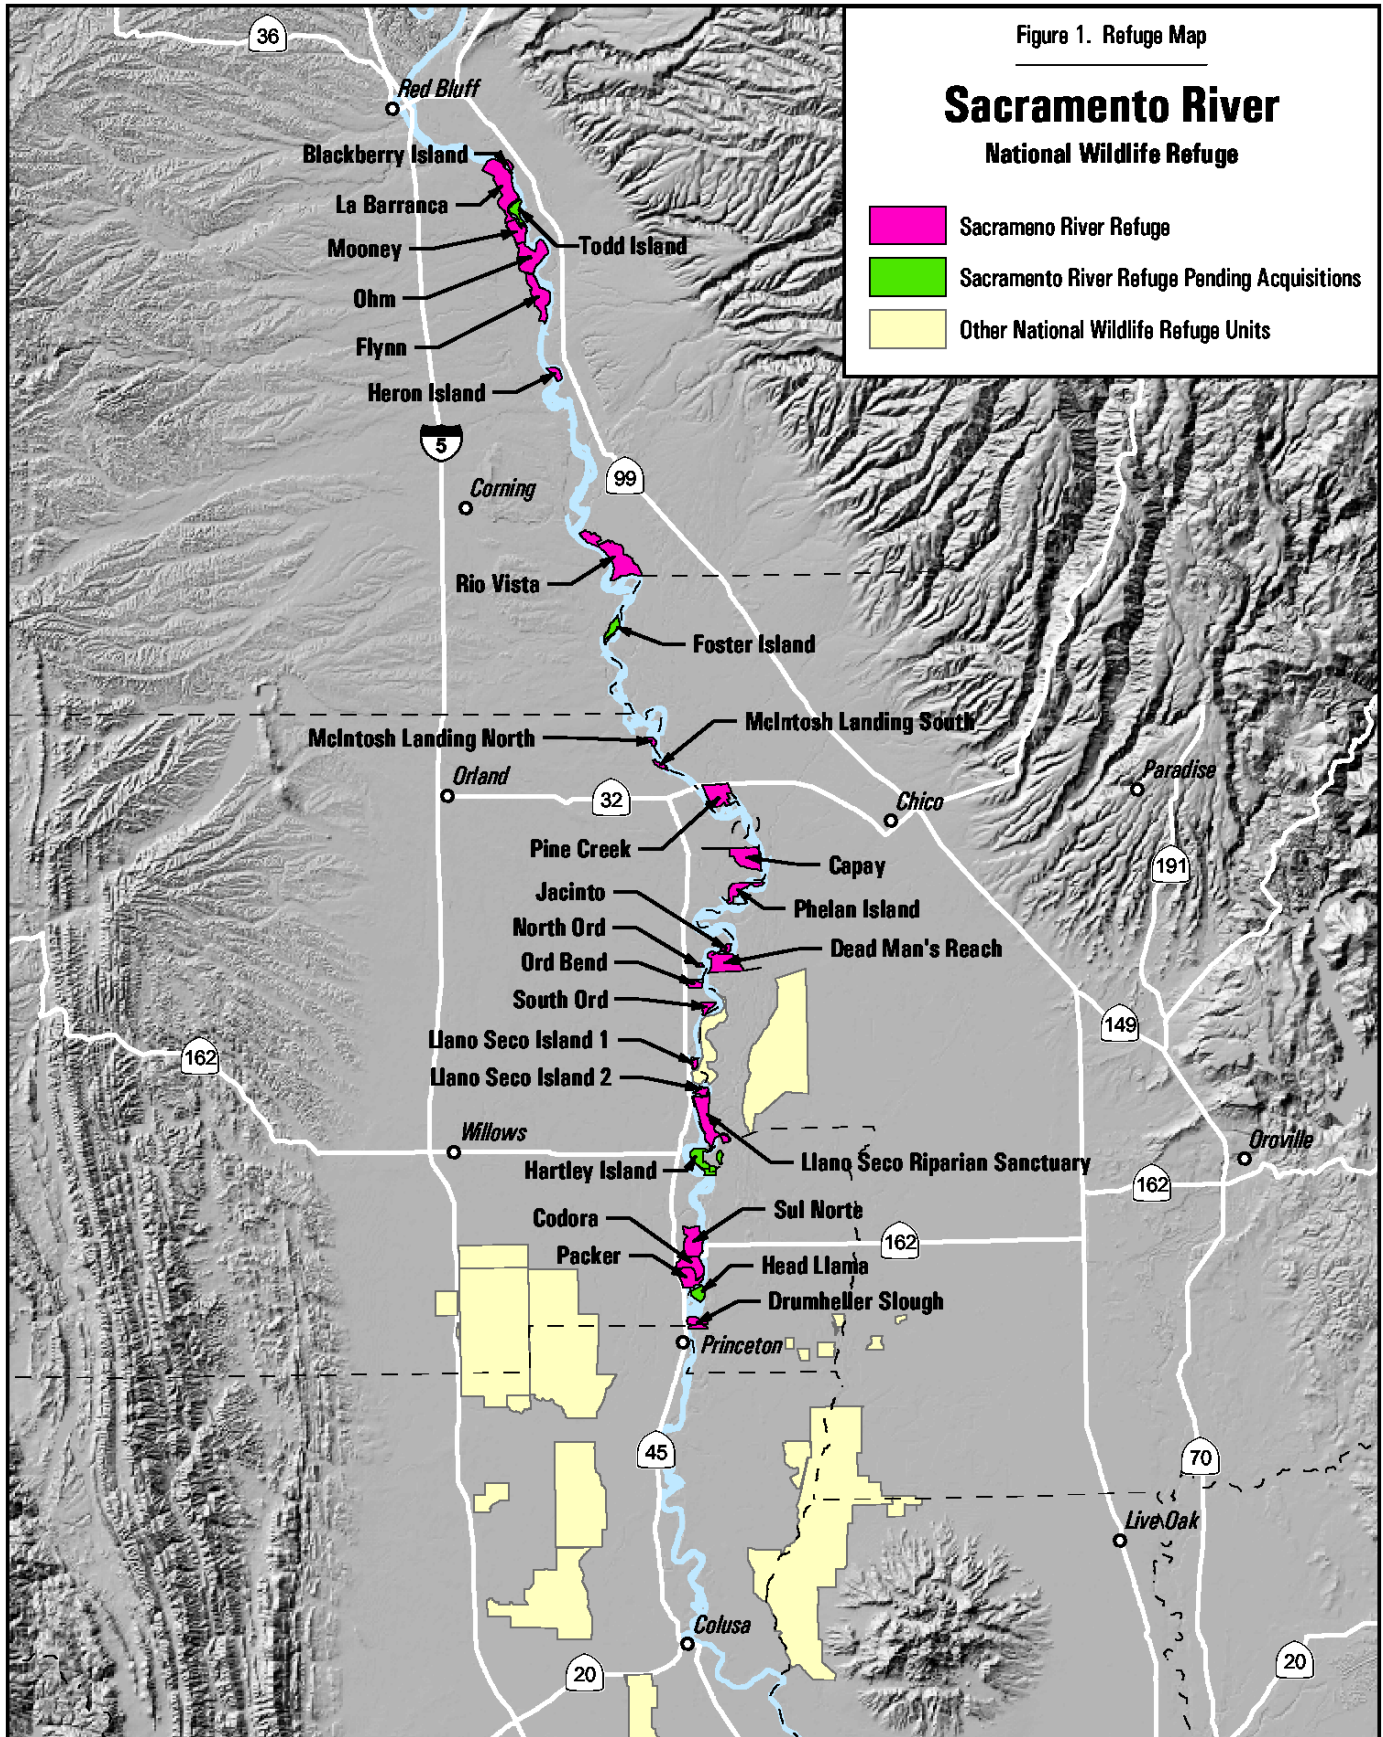 Figure 1. Refuge Map
Sacramento River
National Wildlife Refuge
Sacrameno River Refuge
Sacramento River Refuge Pending Acquisitions
Other National Wildlife Refuge Units
36
Red Bluff
Blackberry Island
La Barranca
Mooney
Todd Island
Ohm
Flynn
Heron Island
5
99
Corning
Rio Vista
Foster Island
McIntosh Landing South
McIntosh Landing North
Orland
32
Paradise
Chico
Pine Creek
Capay
191
Jacinto
Phelan Island
North Ord
Dead Man's Reach
Ord Bend
South Ord
149
Llano Seco Island 1
162
Llano Seco Island 2
Willows
Oroville
Hartley Island
Llano Seco Riparian Sanctuary
162
Sul Norte
Codora
162
Packer
Head Llama
Drumheller Slough
Princeton
45
70
Live Oak
Colusa
20
20